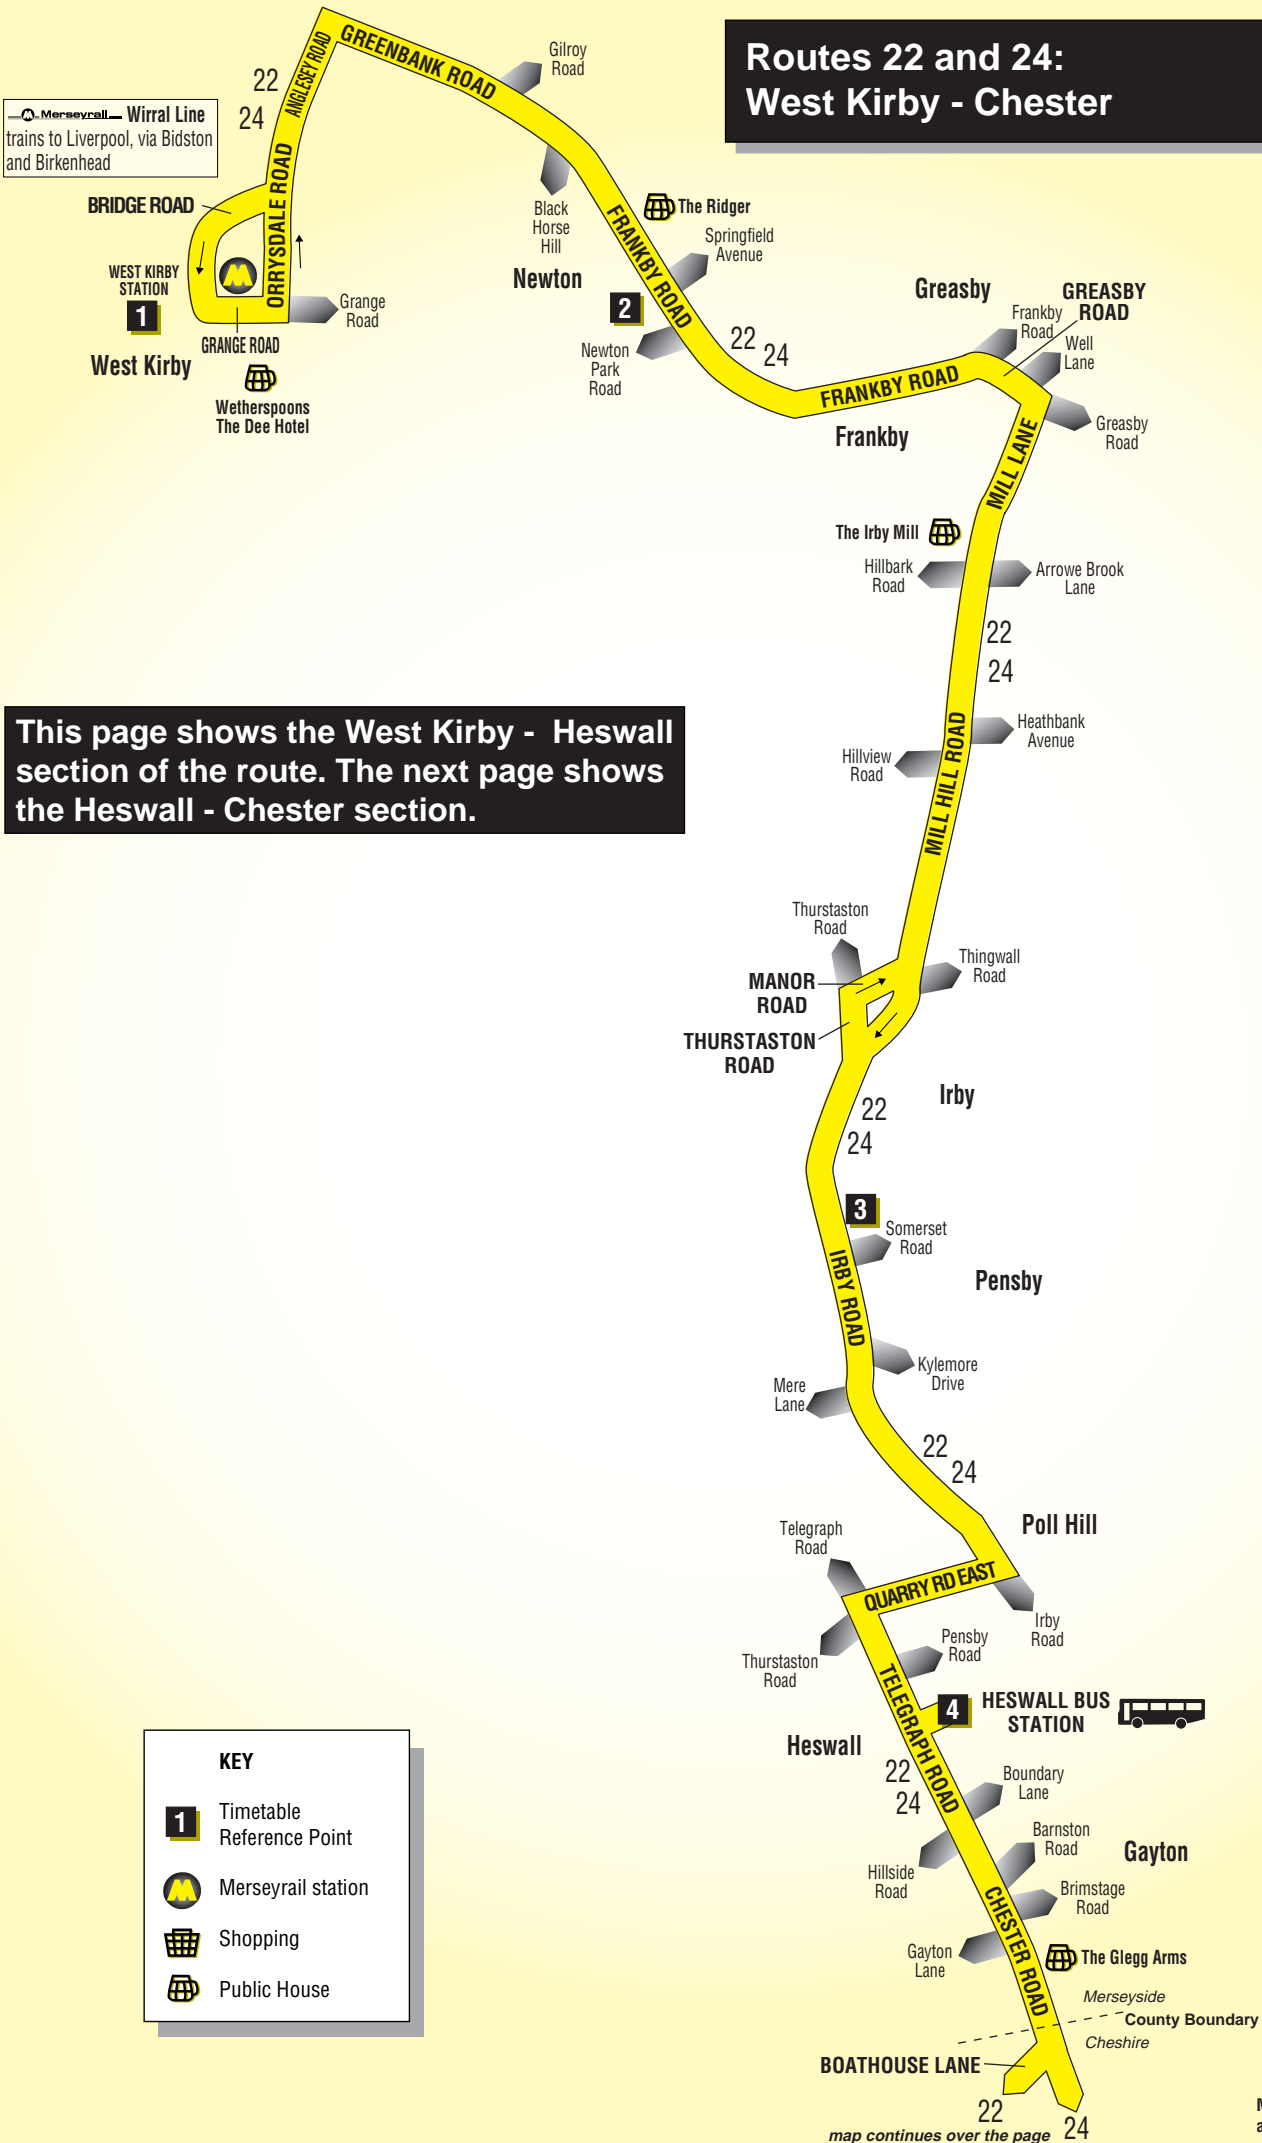 Routes 22 and 24:
West Kirby - Chester
Merseyrail Wirral Line
trains to Liverpool, via Bidston
and Birkenhead
22
24
ANGLESEY ROAD
GREENBANK ROAD
Gilroy
Road
BRIDGE ROAD
ORRYSDALE ROAD
WEST KIRBY
STATION
1
West Kirby
GRANGE ROAD
Grange
Road
Wetherspoons
The Dee Hotel
Black
Horse
Hill
Newton
FRANKBY ROAD
The Ridger
Springfield
Avenue
2
Newton
Park
Road
22
24
Greasby
Frankby
Road
GREASBY
ROAD
Well
Lane
FRANKBY ROAD
Frankby
Greasby
Road
MILL LANE
The Irby Mill
Hillbark
Road
Arrowe Brook
Lane
22
24
This page shows the West Kirby - Heswall
section of the route. The next page shows
the Heswall - Chester section.
Heathbank
Avenue
Hillview
Road
MILL HILL ROAD
Thurstaston
Road
Thingwall
Road
MANOR
ROAD
THURSTASTON
ROAD
Irby
22
24
3
Somerset
Road
IRBY ROAD
Pensby
Kylemore
Drive
Mere
Lane
22
24
Poll Hill
Telegraph
Road
QUARRY RD EAST
Irby
Road
Thurstaston
Road
Pensby
Road
TELEGRAPH ROAD
4
HESWALL BUS
STATION
Heswall
22
24
Boundary
Lane
Hillside
Road
Barnston
Road
Gayton
Brimstage
Road
CHESTER ROAD
Gayton
Lane
The Glegg Arms
Merseyside
County Boundary
Cheshire
BOATHOUSE LANE
22
24
map continues over the page
KEY
1
Timetable
Reference Point
Merseyrail station
Shopping
Public House